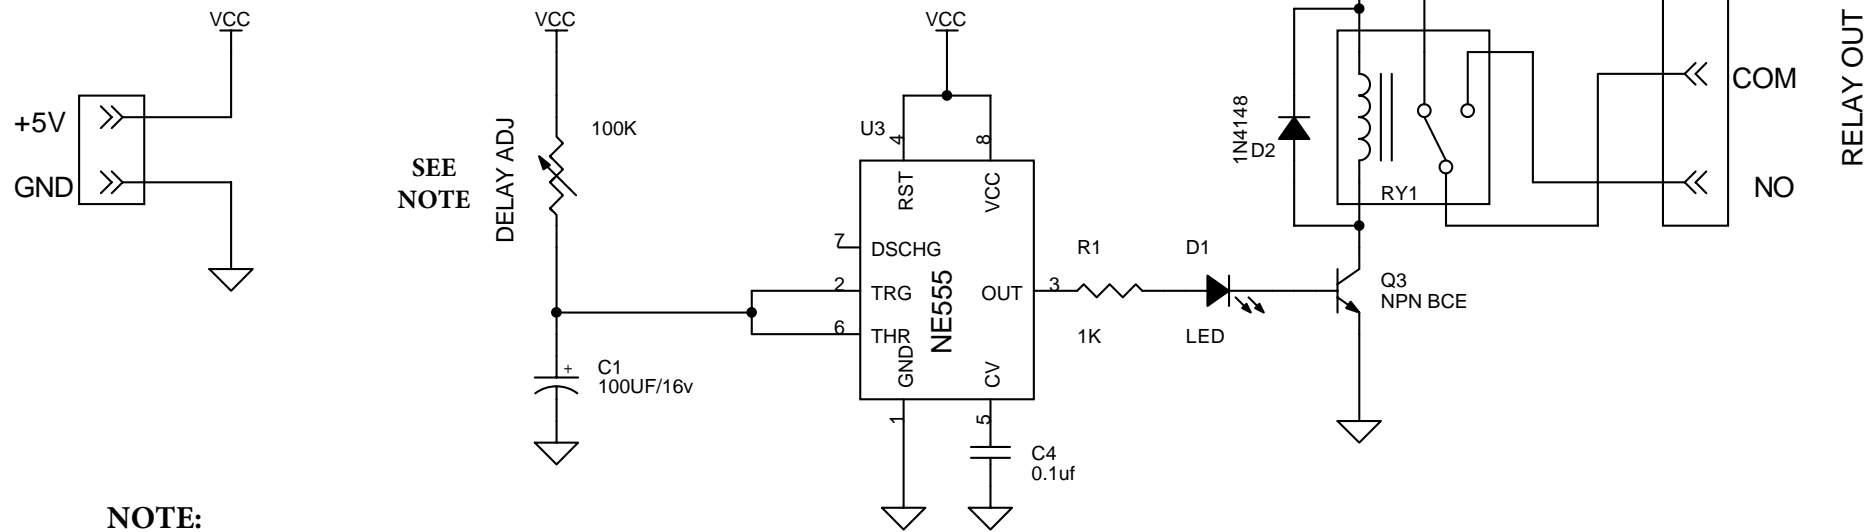 VCC
+5V
GND
VCC
100K
SEE
NOTE
DELAY ADJ
C1
100UF/16v
+
VCC
U3
4
8
RST
VCC
7
DSCHG
2
TRG
6
THR
NE555
OUT
3
GND
CV
1
5
C4
0.1uf
R1
1K
D1
LED
1N4148
D2
RY1
Q3
NPN BCE
COM
NO
RELAY OUT
NOTE: